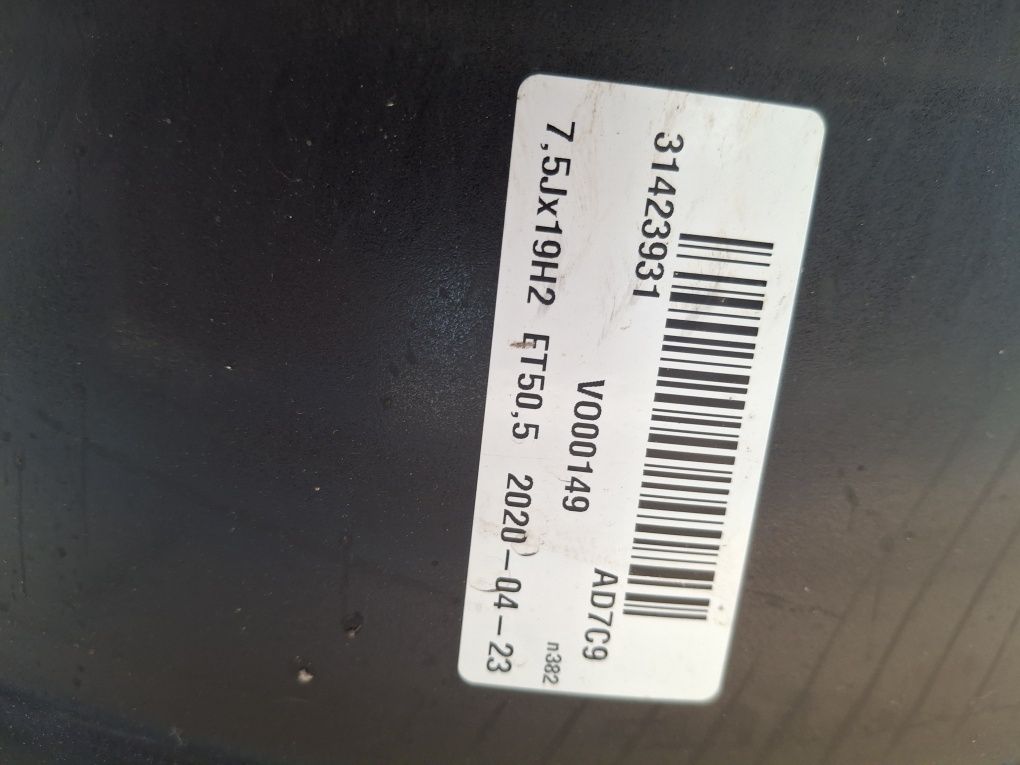 31423931
V000149 AD7C9
n382
7,5Jx19H2 ET50,5 2020-04-23